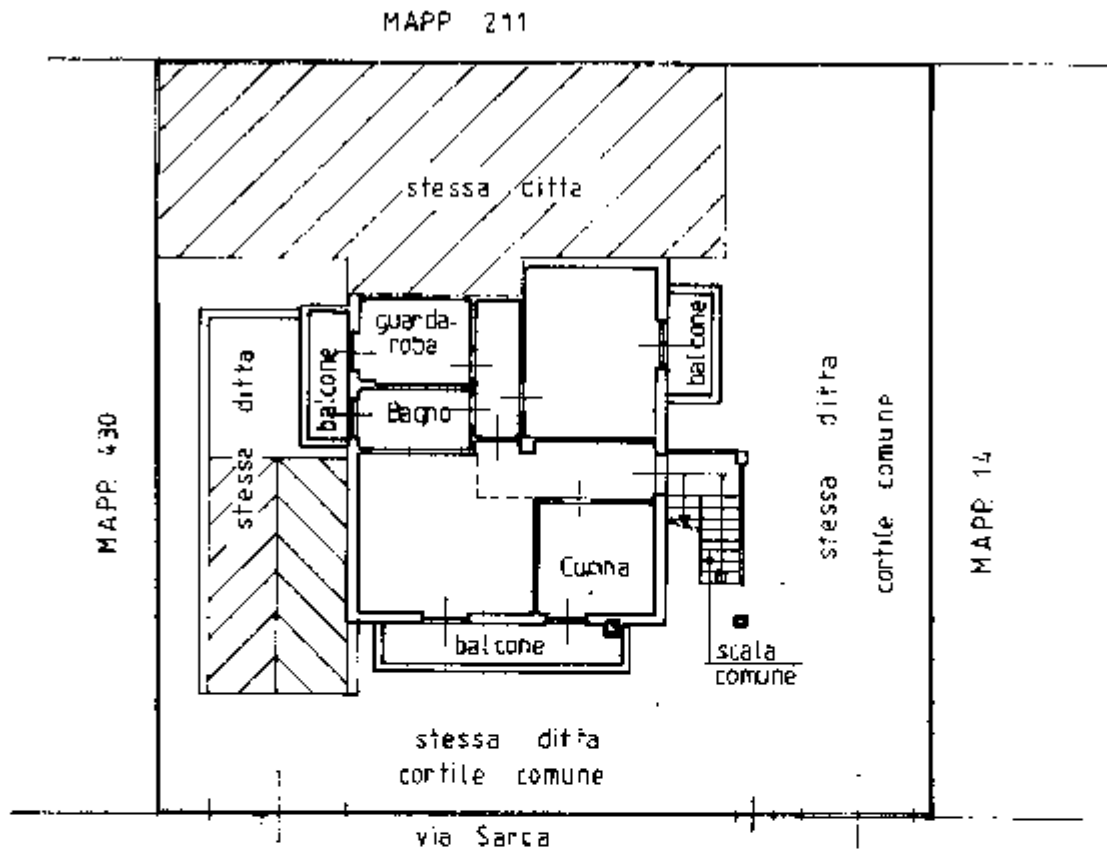 MAPP 211
stessa ditta
guarda-
roba
balcone
balcone
stessa ditta
Bagno
MAPP. 430
stessa ditta
cortile comune
MAPP. 14
Cucina
balcone
scala
comune
stessa ditta
cortile comune
via Sarca